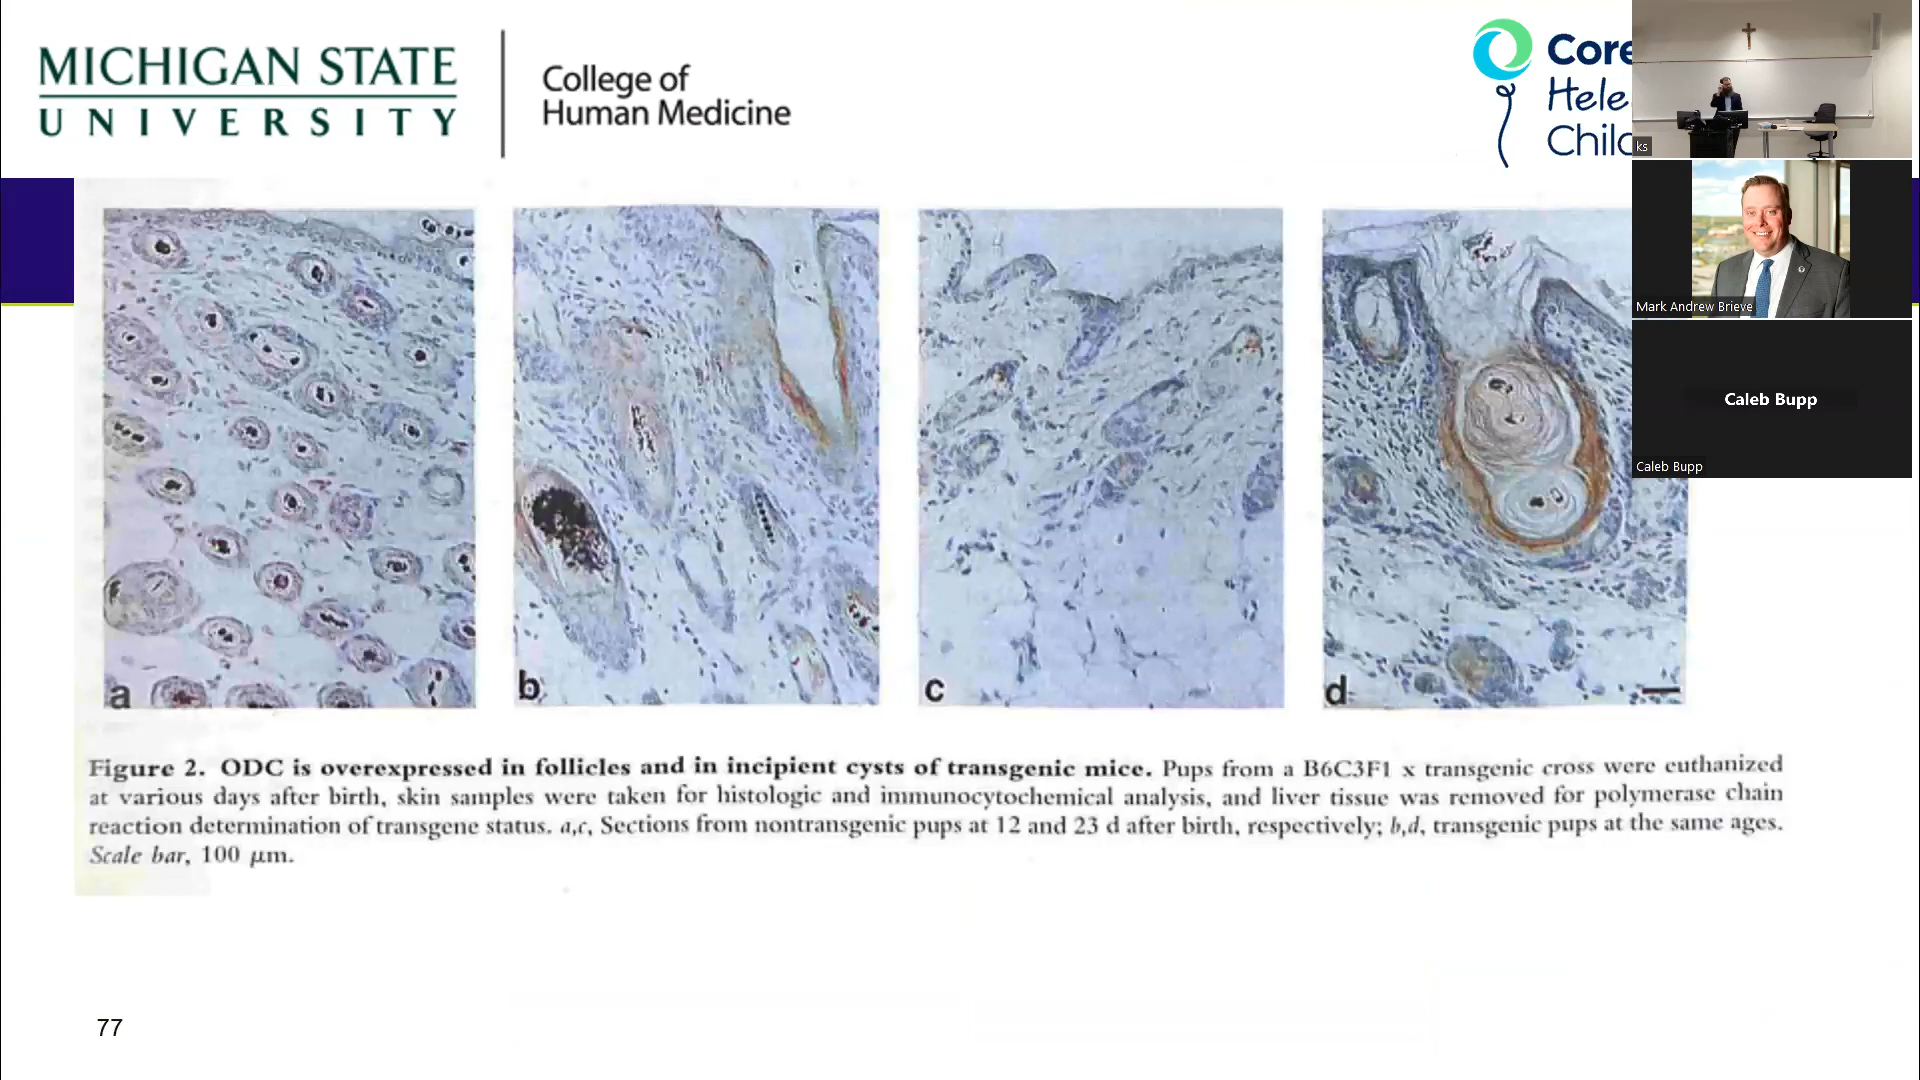 MICHIGAN STATE
UNIVERSITY
College of
Human Medicine
Core
Hele
Chilc
ks
Mark Andrew Brieve
Caleb Bupp
Caleb Bupp
a
b
c
d
Figure 2. ODC is overexpressed in follicles and in incipient cysts of transgenic mice. Pups from a B6C3F1 x transgenic cross were euthanized
at various days after birth, skin samples were taken for histologic and immunocytochemical analysis, and liver tissue was removed for polymerase chain
reaction determination of transgene status. a,c, Sections from nontransgenic pups at 12 and 23 d after birth, respectively; b,d, transgenic pups at the same ages.
Scale bar, 100 μm.
77